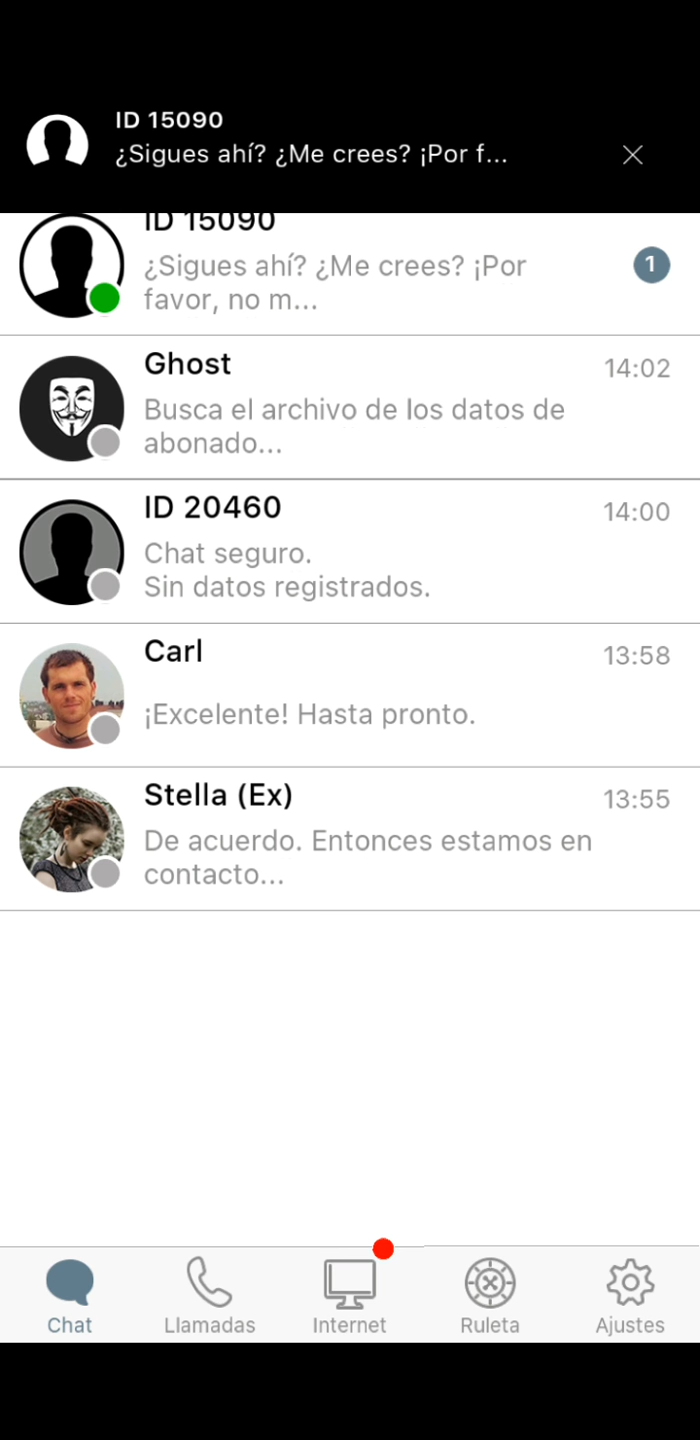 ID 15090
¿Sigues ahí? ¿Me crees? ¡Por f...
ID 15090
¿Sigues ahí? ¿Me crees? ¡Por
favor, no m...
1
Ghost
14:02
Busca el archivo de los datos de
abonado...
ID 20460
14:00
Chat seguro.
Sin datos registrados.
Carl
13:58
¡Excelente! Hasta pronto.
Stella (Ex)
13:55
De acuerdo. Entonces estamos en
contacto...
Chat
Llamadas
Internet
Ruleta
Ajustes